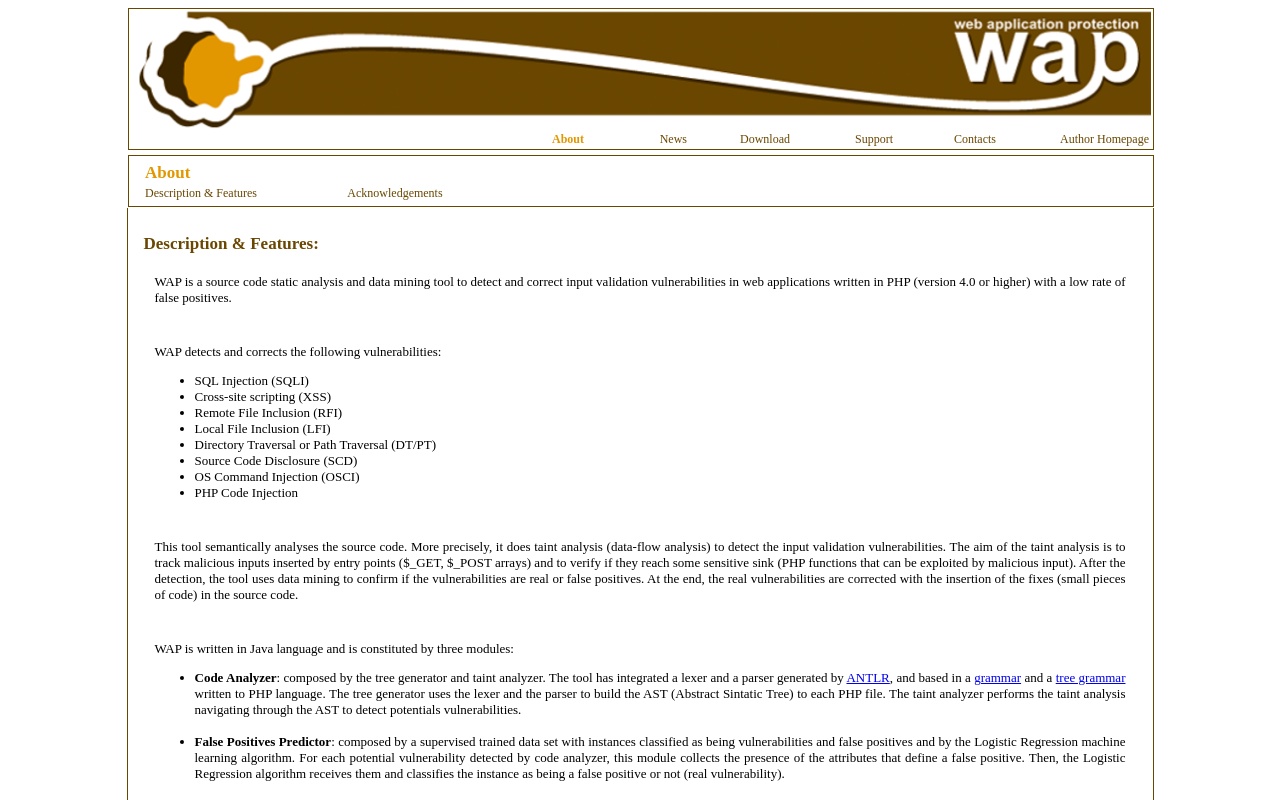 web application protection
wap
About News Download Support Contacts Author Homepage
About
Description & Features Acknowledgements
Description & Features:
WAP is a source code static analysis and data mining tool to detect and correct input validation vulnerabilities in web applications written in PHP (version 4.0 or higher) with a low rate of
false positives.
WAP detects and corrects the following vulnerabilities:
• SQL Injection (SQLI)
• Cross-site scripting (XSS)
• Remote File Inclusion (RFI)
• Local File Inclusion (LFI)
• Directory Traversal or Path Traversal (DT/PT)
• Source Code Disclosure (SCD)
• OS Command Injection (OSCI)
• PHP Code Injection
This tool semantically analyses the source code. More precisely, it does taint analysis (data-flow analysis) to detect the input validation vulnerabilities. The aim of the taint analysis is to
track malicious inputs inserted by entry points ($_GET, $_POST arrays) and to verify if they reach some sensitive sink (PHP functions that can be exploited by malicious input). After the
detection, the tool uses data mining to confirm if the vulnerabilities are real or false positives. At the end, the real vulnerabilities are corrected with the insertion of the fixes (small pieces
of code) in the source code.
WAP is written in Java language and is constituted by three modules:
• Code Analyzer: composed by the tree generator and taint analyzer. The tool has integrated a lexer and a parser generated by ANTLR, and based in a grammar and a tree grammar
written to PHP language. The tree generator uses the lexer and the parser to build the AST (Abstract Sintatic Tree) to each PHP file. The taint analyzer performs the taint analysis
navigating through the AST to detect potentials vulnerabilities.
• False Positives Predictor: composed by a supervised trained data set with instances classified as being vulnerabilities and false positives and by the Logistic Regression machine
learning algorithm. For each potential vulnerability detected by code analyzer, this module collects the presence of the attributes that define a false positive. Then, the Logistic
Regression algorithm receives them and classifies the instance as being a false positive or not (real vulnerability).